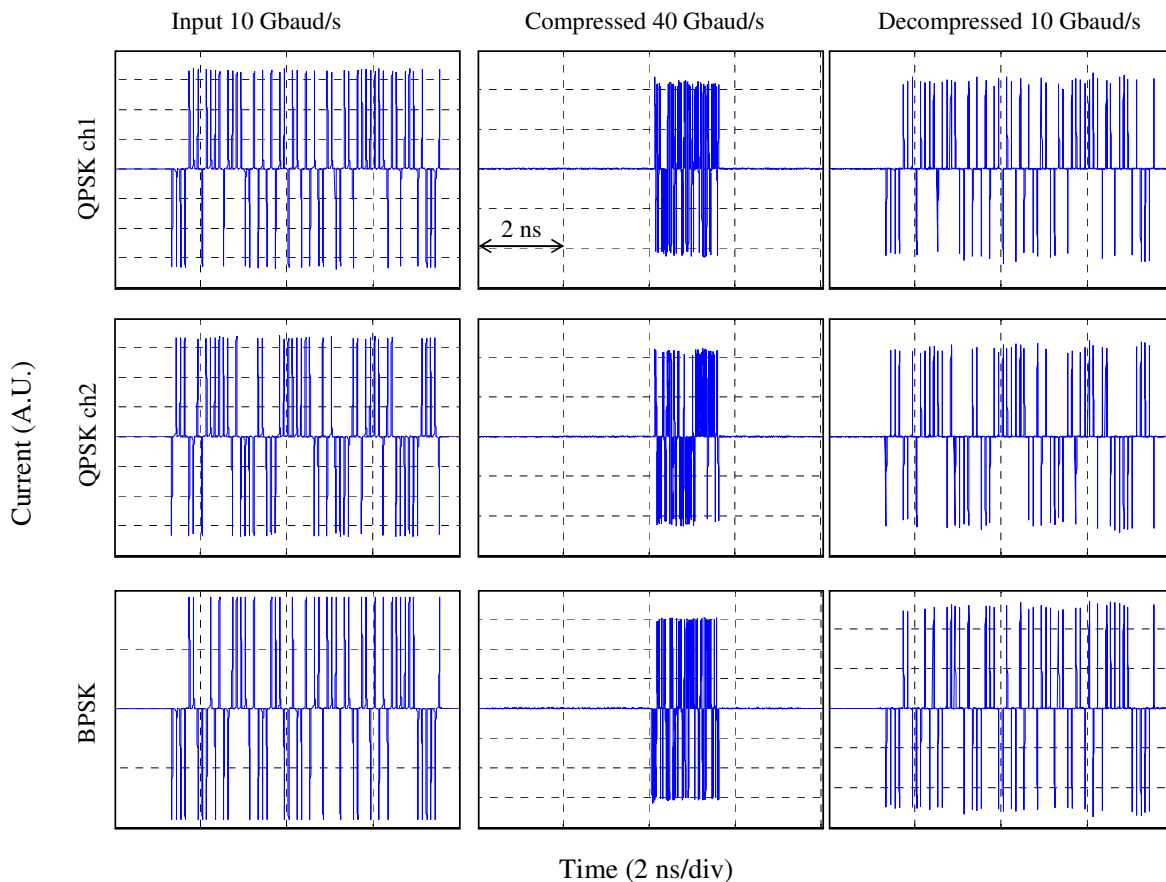 Input 10 Gbaud/s
Compressed 40 Gbaud/s
Decompressed 10 Gbaud/s
QPSK ch1
2 ns
Current (A.U.)
QPSK ch2
BPSK
Time (2 ns/div)